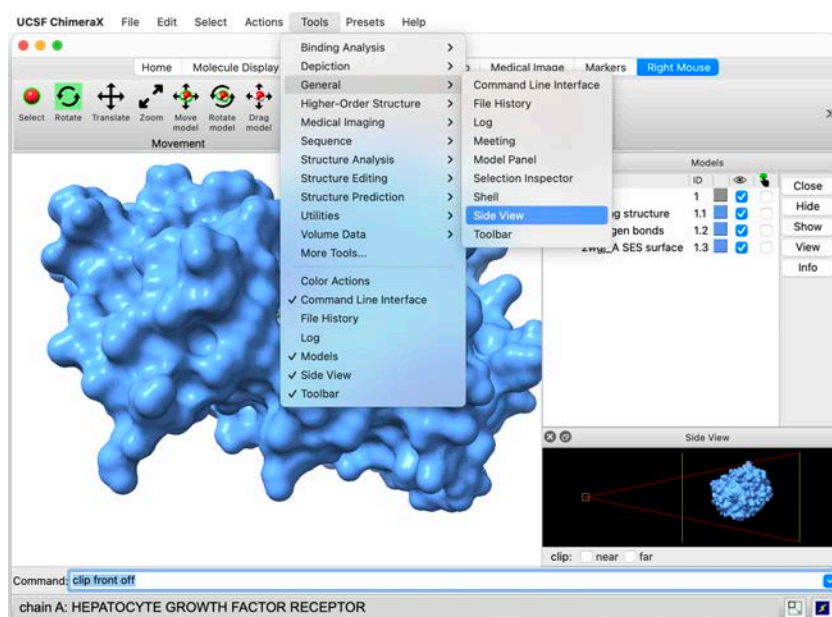 UCSF ChimeraX File Edit Select Actions Tools Presets Help
Home Molecule Display Medical Image Markers Right Mouse
Select Rotate Translate Zoom Move model Rotate model Drag model
Movement
Binding Analysis
Depiction
General
Higher-Order Structure
Medical Imaging
Sequence
Structure Analysis
Structure Editing
Structure Prediction
Utilities
Volume Data
More Tools...
Color Actions
✓ Command Line Interface
File History
Log
✓ Models
✓ Side View
✓ Toolbar
Command Line Interface
File History
Log
Meeting
Model Panel
Selection Inspector
Shell
Side View
Toolbar
Models
ID
1
structure 1.1
bonds 1.2
SES surface 1.3
Close
Hide
Show
View
Info
Side View
clip: near far
Command: clip front off
chain A: HEPATOCYTE GROWTH FACTOR RECEPTOR